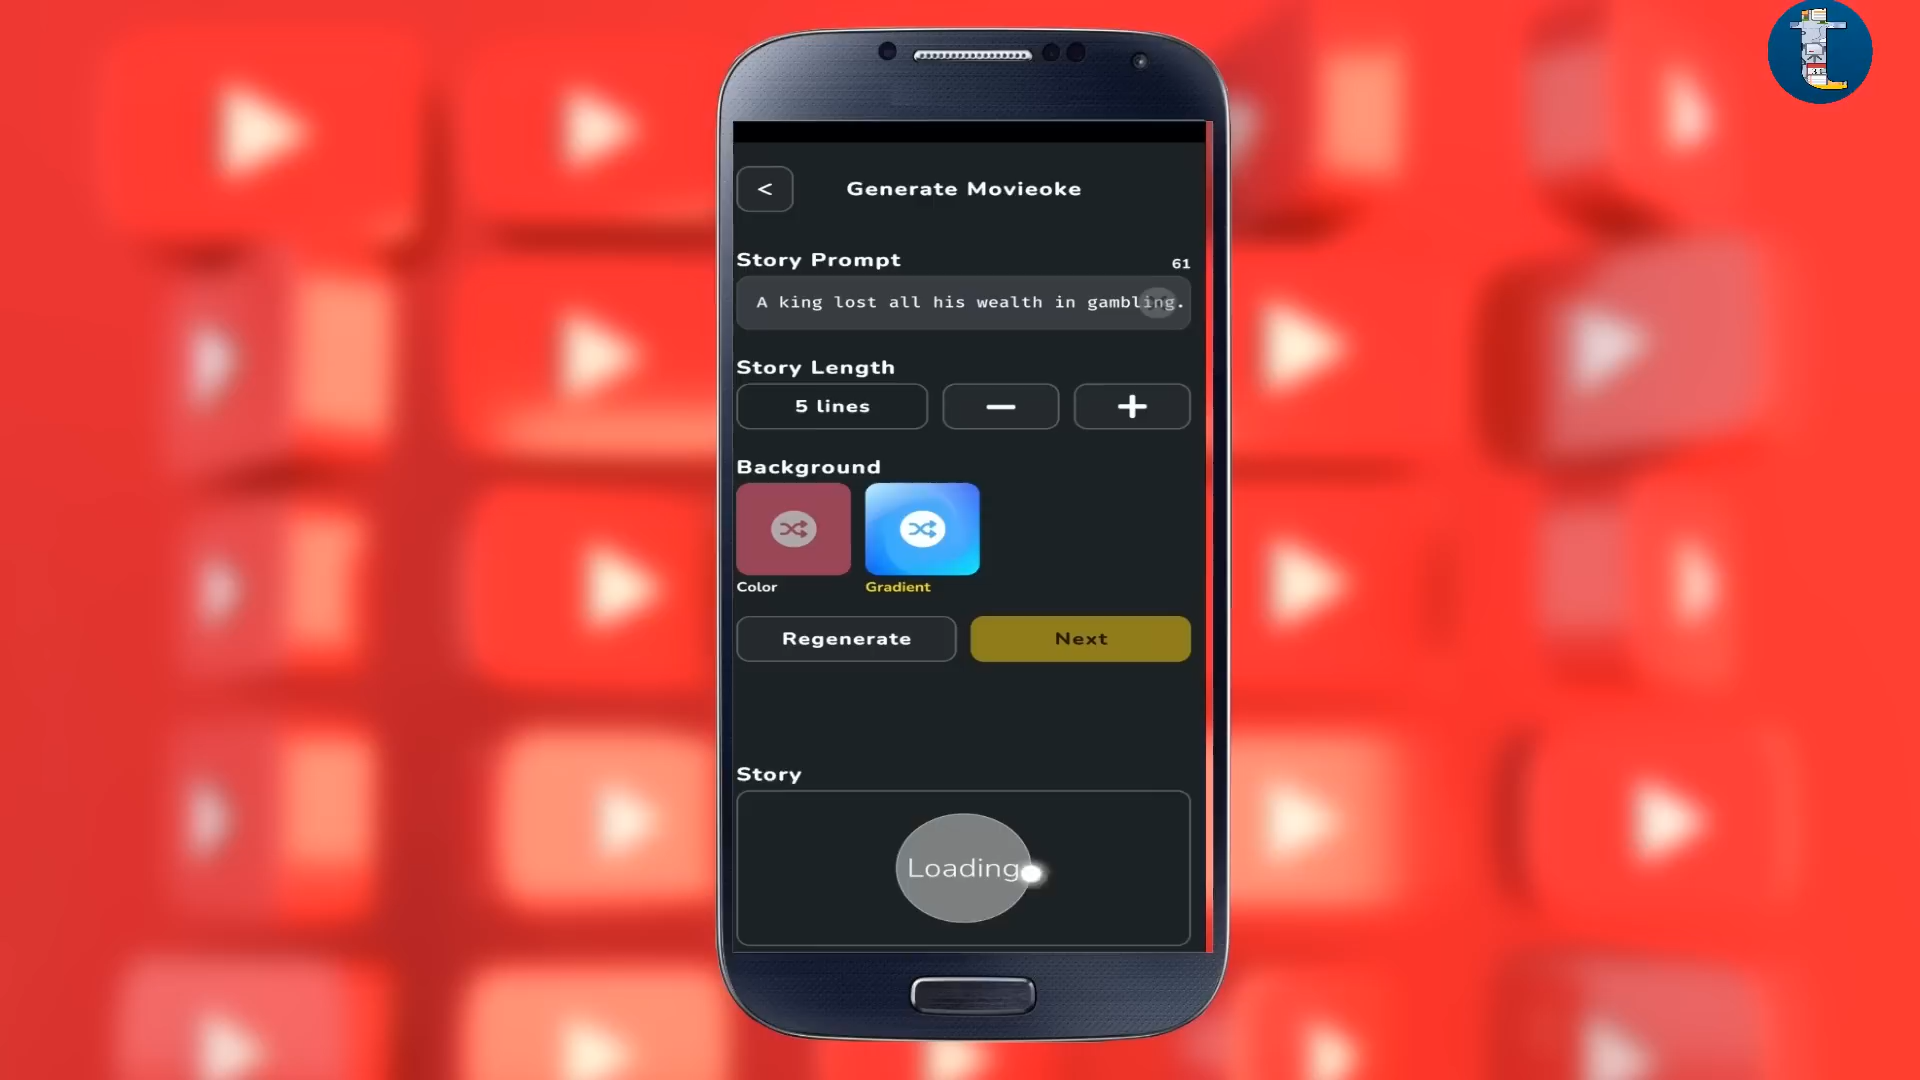 <
Generate Movieoke
Story Prompt
61
A king lost all his wealth in gambling.
Story Length
5 lines
Background
Color
Gradient
Regenerate
Next
Story
Loading